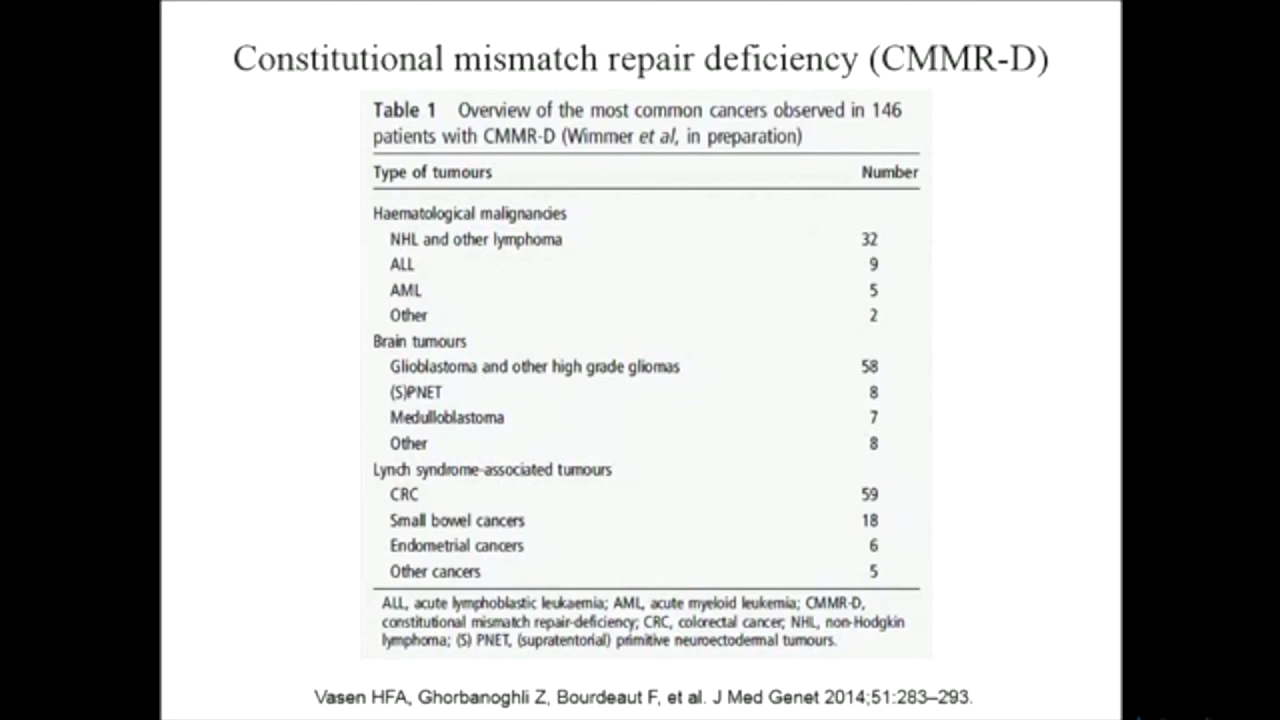 Constitutional mismatch repair deficiency (CMMR-D)
Table 1 Overview of the most common cancers observed in 146
patients with CMMR-D (Wimmer et al, in preparation)
Type of tumours Number
Haematological malignancies
NHL and other lymphoma 32
ALL 9
AML 5
Other 2
Brain tumours
Glioblastoma and other high grade gliomas 58
(S)PNET 8
Medulloblastoma 7
Other 8
Lynch syndrome-associated tumours
CRC 59
Small bowel cancers 18
Endometrial cancers 6
Other cancers 5
ALL, acute lymphoblastic leukaemia; AML, acute myeloid leukemia; CMMR-D,
constitutional mismatch repair-deficiency; CRC, colorectal cancer; NHL, non-Hodgkin
lymphoma; (S) PNET, (supratentorial) primitive neuroectodermal tumours.
Vasen HFA, Ghorbanoghli Z, Bourdeaut F, et al. J Med Genet 2014;51:283–293.